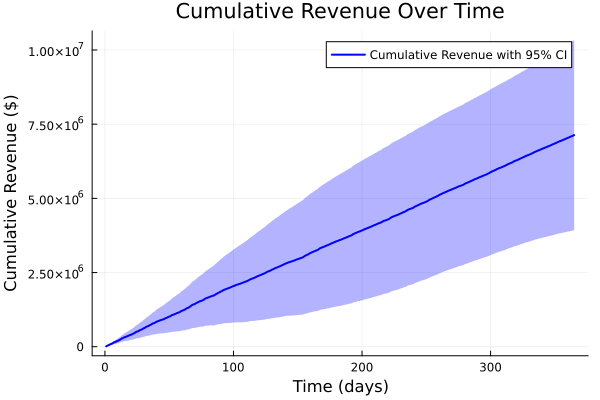 Cumulative Revenue Over Time
Cumulative Revenue with 95% CI
Cumulative Revenue ($)
1.00×10⁷
7.50×10⁶
5.00×10⁶
2.50×10⁶
0
0 100 200 300
Time (days)